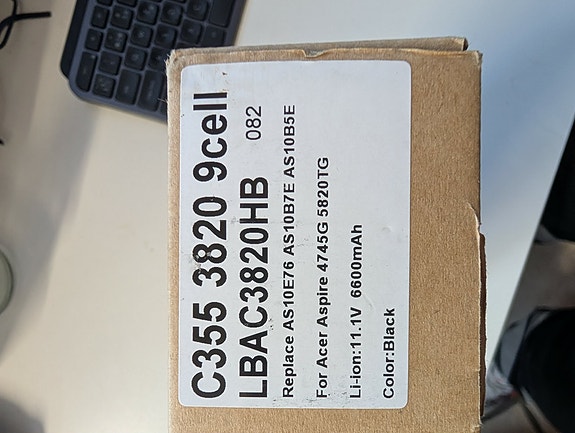 C355 3820 9cell
LBAC3820HB 082
Replace AS10E76 AS10B7E AS10B5E
For Acer Aspire 4745G 5820TG
Li-ion:11.1V 6600mAh
Color:Black